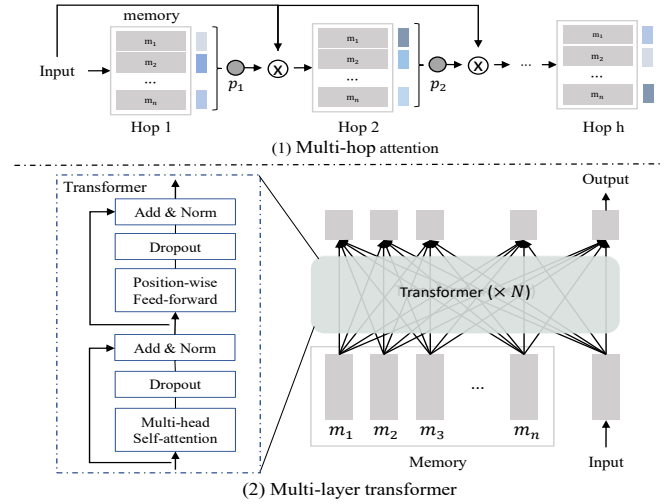 memory
Input
m1
m2
...
mn
Hop 1
p1
X
m1
m2
...
mn
Hop 2
p2
X
...
m1
m2
...
mn
Hop h
(1) Multi-hop attention
Transformer
Add & Norm
Dropout
Position-wise
Feed-forward
Add & Norm
Dropout
Multi-head
Self-attention
Output
Transformer (× N)
...
m1 m2 m3 mn
Memory
Input
(2) Multi-layer transformer